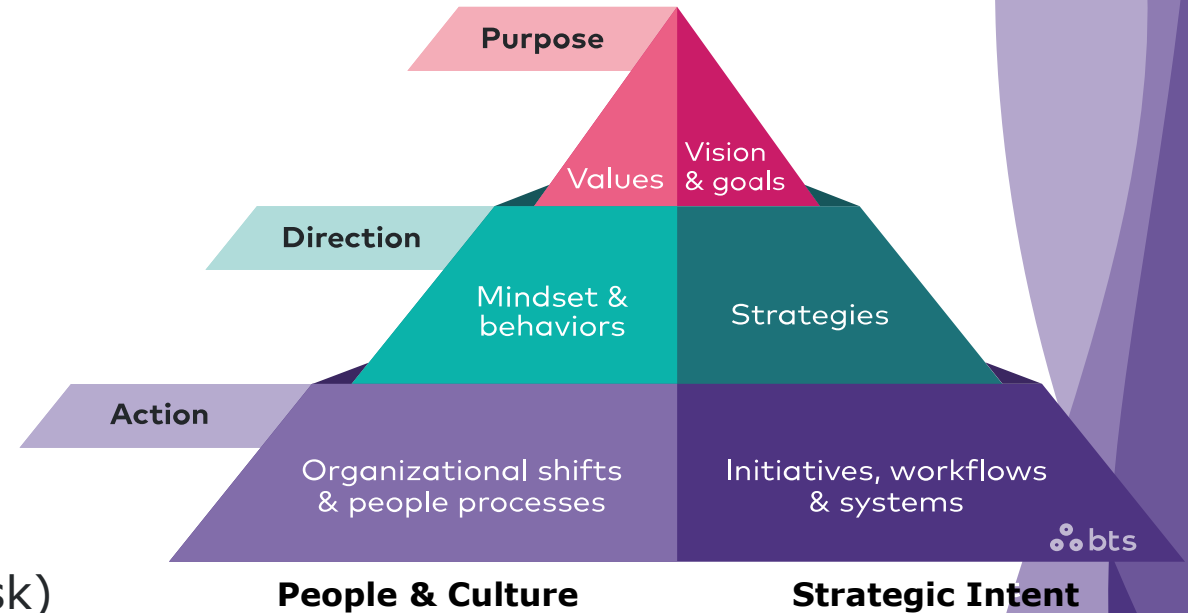 Purpose
Values
Vision
& goals
Direction
Mindset &
behaviors
Strategies
Action
Organizational shifts
& people processes
Initiatives, workflows
& systems
bts
sk)
People & Culture
Strategic Intent